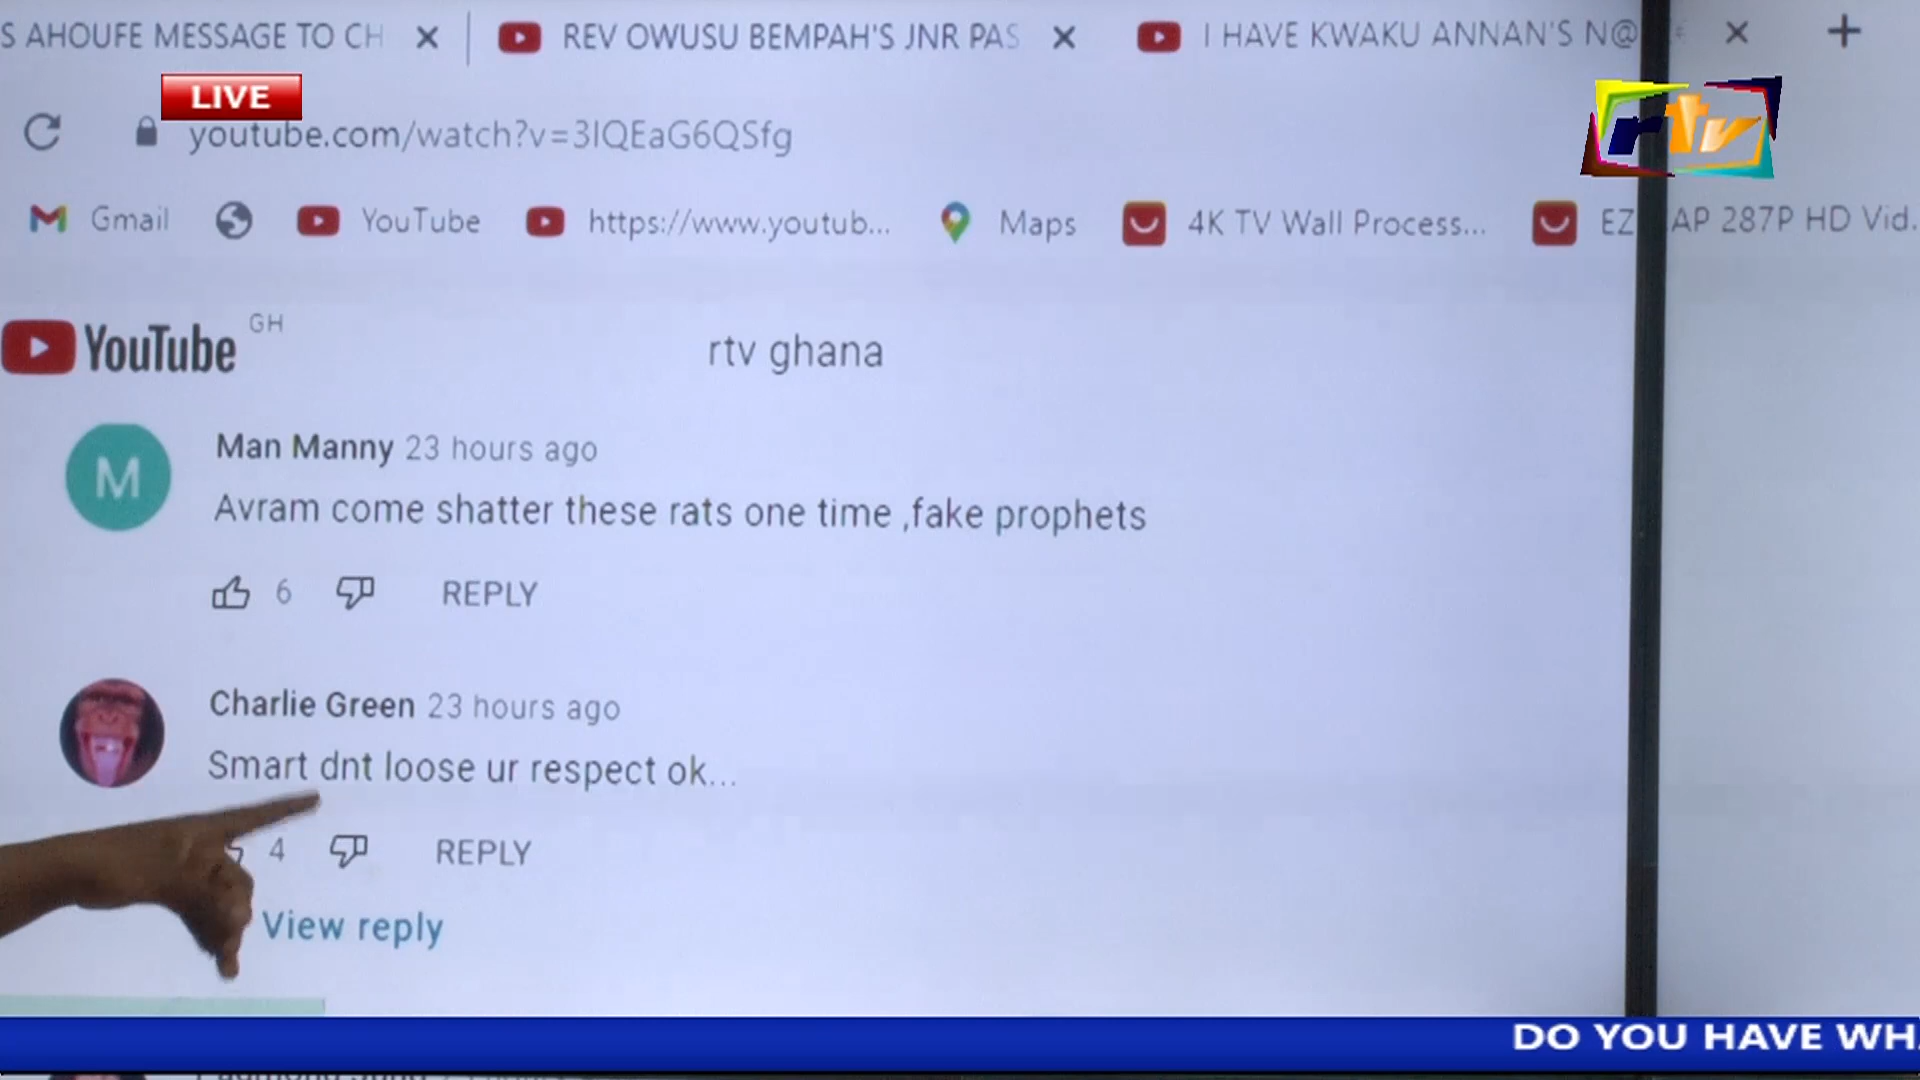 S AHOUFE MESSAGE TO CH
REV OWUSU BEMPAH'S JNR PAS
I HAVE KWAKU ANNAN'S N@
LIVE
youtube.com/watch?v=3IQEaG6QSfg
rtv
Gmail
YouTube
https://www.youtub...
Maps
4K TV Wall Process...
EZ AP 287P HD Vid.
YouTube GH
rtv ghana
M
Man Manny 23 hours ago
Avram come shatter these rats one time ,fake prophets
6 REPLY
Charlie Green 23 hours ago
Smart dnt loose ur respect ok...
4 REPLY
View reply
DO YOU HAVE WHA